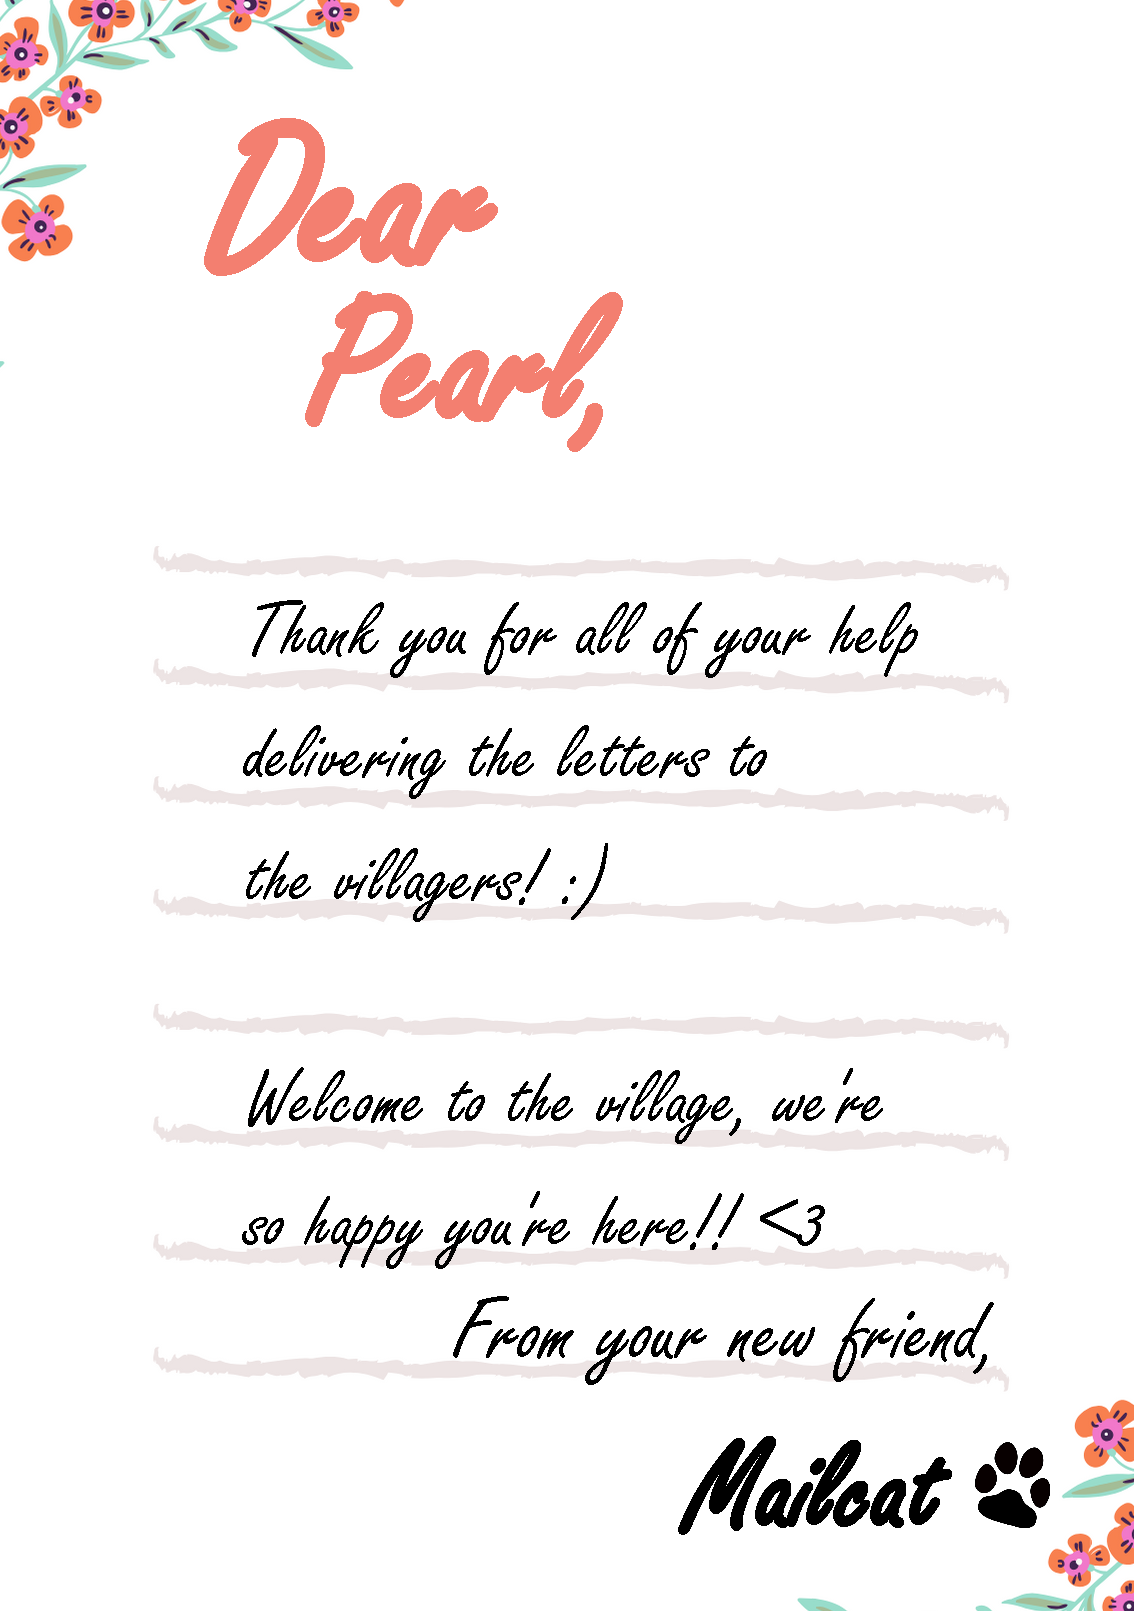 Dear
Pearl,
Thank you for all of your help
delivering the letters to
the villagers! :)
Welcome to the village, we're
so happy you're here!! <3
From your new friend,
Mailcat